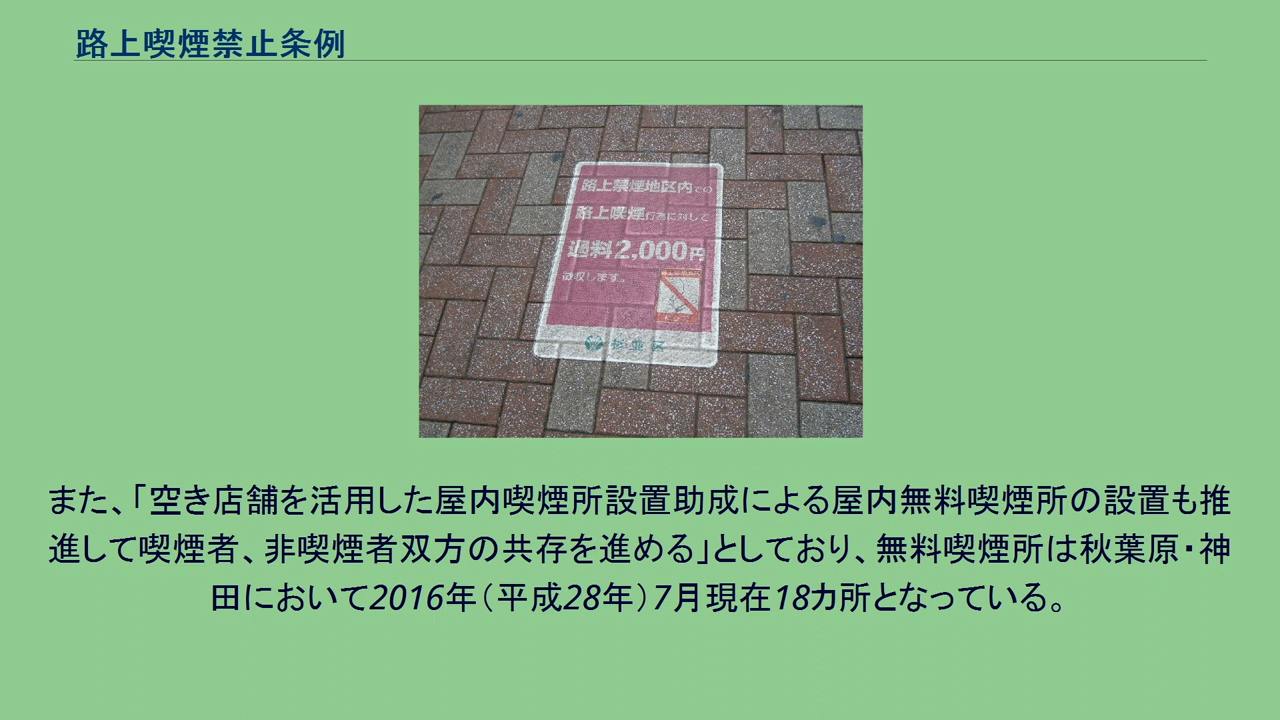 路上喫煙禁止条例
路上禁煙地区内での
路上喫煙行為に対して
過料2,000円
徴収します。
杉並区
また、「空き店舗を活用した屋内喫煙所設置助成による屋内無料喫煙所の設置も推
進して喫煙者、非喫煙者双方の共存を進める」としており、無料喫煙所は秋葉原・神
田において2016年（平成28年）7月現在18カ所となっている。